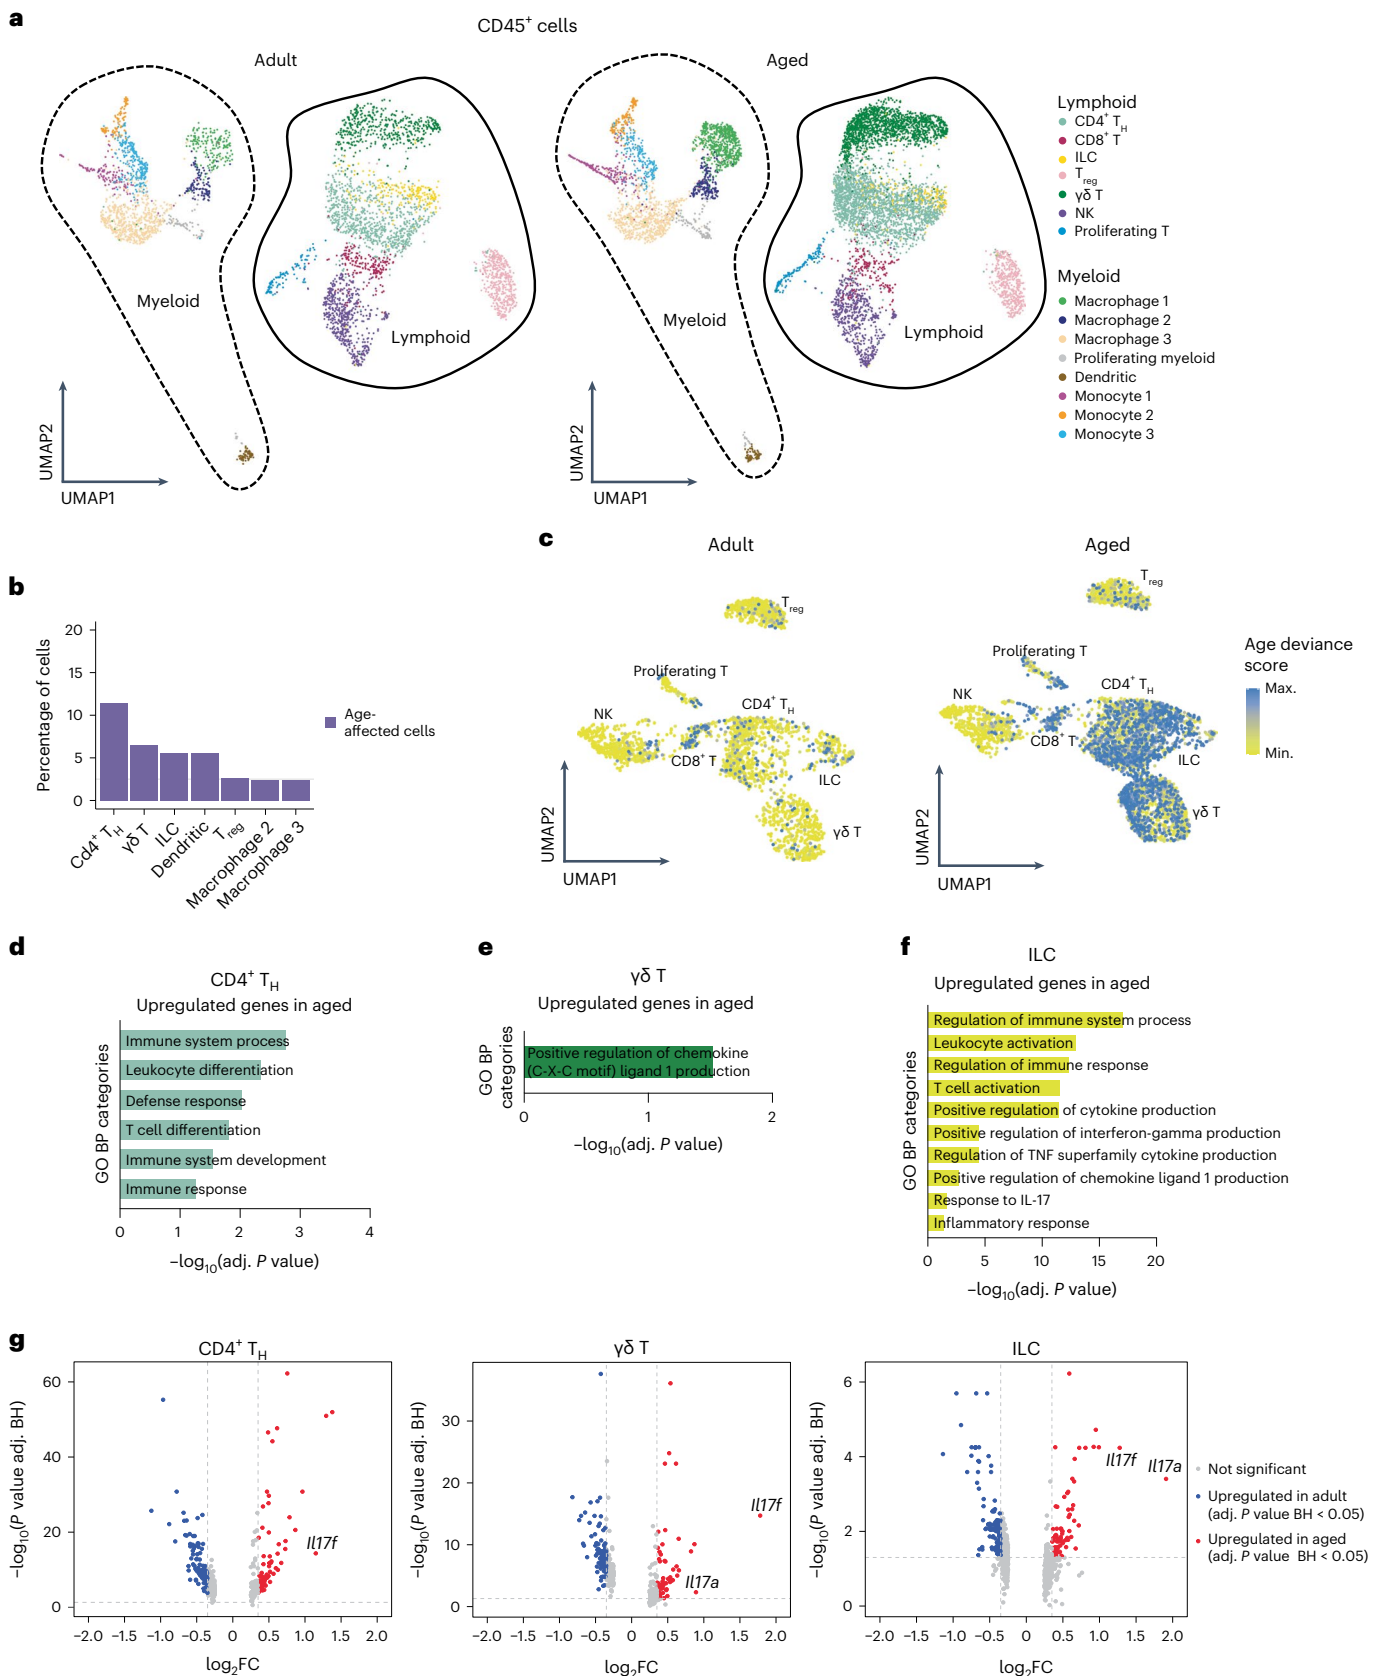 a
CD45+ cells
Adult
Aged
Myeloid
Lymphoid
Myeloid
Lymphoid
UMAP2
UMAP1
UMAP2
UMAP1
Lymphoid
CD4+ TH
CD8+ T
ILC
Treg
γδ T
NK
Proliferating T
Myeloid
Macrophage 1
Macrophage 2
Macrophage 3
Proliferating myeloid
Dendritic
Monocyte 1
Monocyte 2
Monocyte 3
b
Percentage of cells
20
15
10
5
0
Cd4+ TH
γδ T
ILC
Dendritic
Treg
Macrophage 2
Macrophage 3
Age-
affected cells
c
Adult
Treg
Proliferating T
NK
CD4+ TH
CD8+ T
ILC
γδ T
UMAP2
UMAP1
Aged
Treg
Proliferating T
NK
CD4+ TH
CD8+ T
ILC
γδ T
UMAP2
UMAP1
Age deviance
score
Max.
Min.
d
CD4+ TH
Upregulated genes in aged
GO BP categories
Immune system process
Leukocyte differentiation
Defense response
T cell differentiation
Immune system development
Immune response
0 1 2 3 4
−log10(adj. P value)
e
γδ T
Upregulated genes in aged
GO BP
categories
Positive regulation of chemokine
(C-X-C motif) ligand 1 production
0 1 2
−log10(adj. P value)
f
ILC
Upregulated genes in aged
GO BP categories
Regulation of immune system process
Leukocyte activation
Regulation of immune response
T cell activation
Positive regulation of cytokine production
Positive regulation of interferon-gamma production
Regulation of TNF superfamily cytokine production
Positive regulation of chemokine ligand 1 production
Response to IL-17
Inflammatory response
0 5 10 15 20
−log10(adj. P value)
g
CD4+ TH
−log10(P value adj. BH)
60
40
20
0
Il17f
−2.0 −1.5 −1.0 −0.5 0 0.5 1.0 1.5 2.0
log2FC
γδ T
−log10(P value adj. BH)
30
20
10
0
Il17f
Il17a
−2.0 −1.5 −1.0 −0.5 0 0.5 1.0 1.5 2.0
log2FC
ILC
−log10(P value adj. BH)
6
4
2
0
Il17f
Il17a
−2.0 −1.5 −1.0 −0.5 0 0.5 1.0 1.5 2.0
log2FC
Not significant
Upregulated in adult
(adj. P value BH < 0.05)
Upregulated in aged
(adj. P value BH < 0.05)